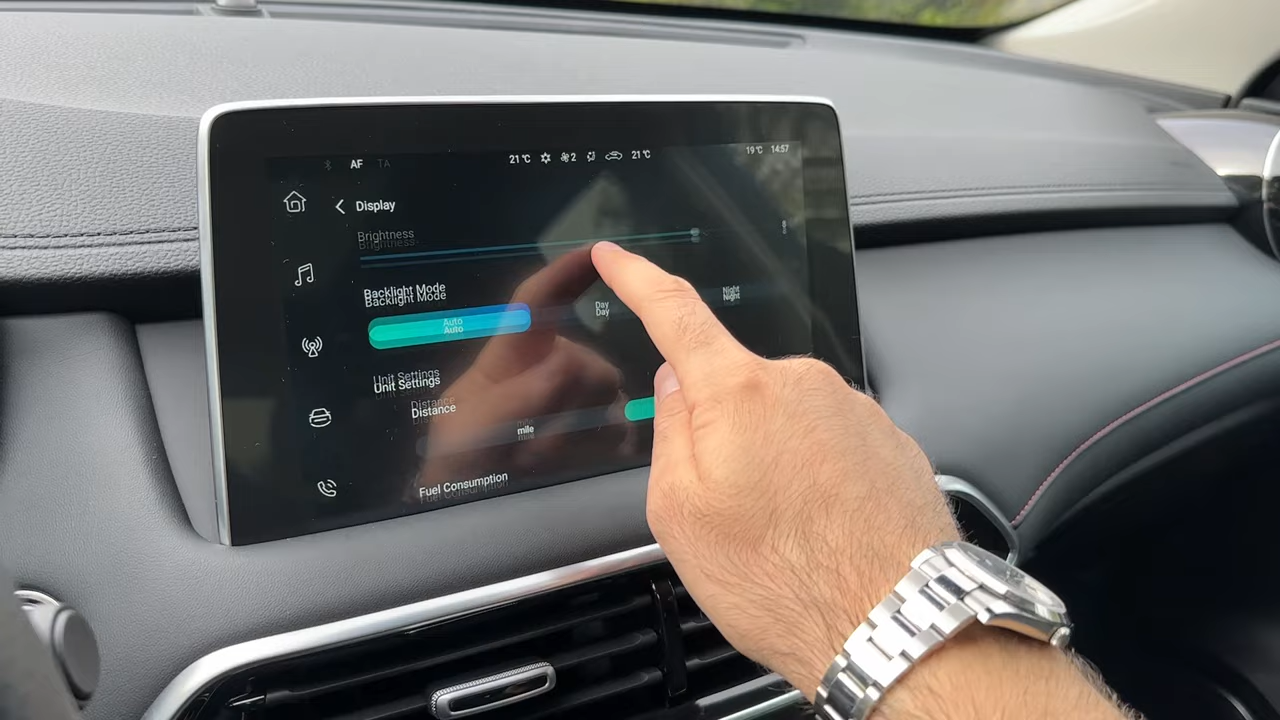 AF TA 21°C 2 21°C 19°C 14:57
Display
Brightness
Backlight Mode
Auto Day Night
Unit Settings
Distance
mile
Fuel Consumption